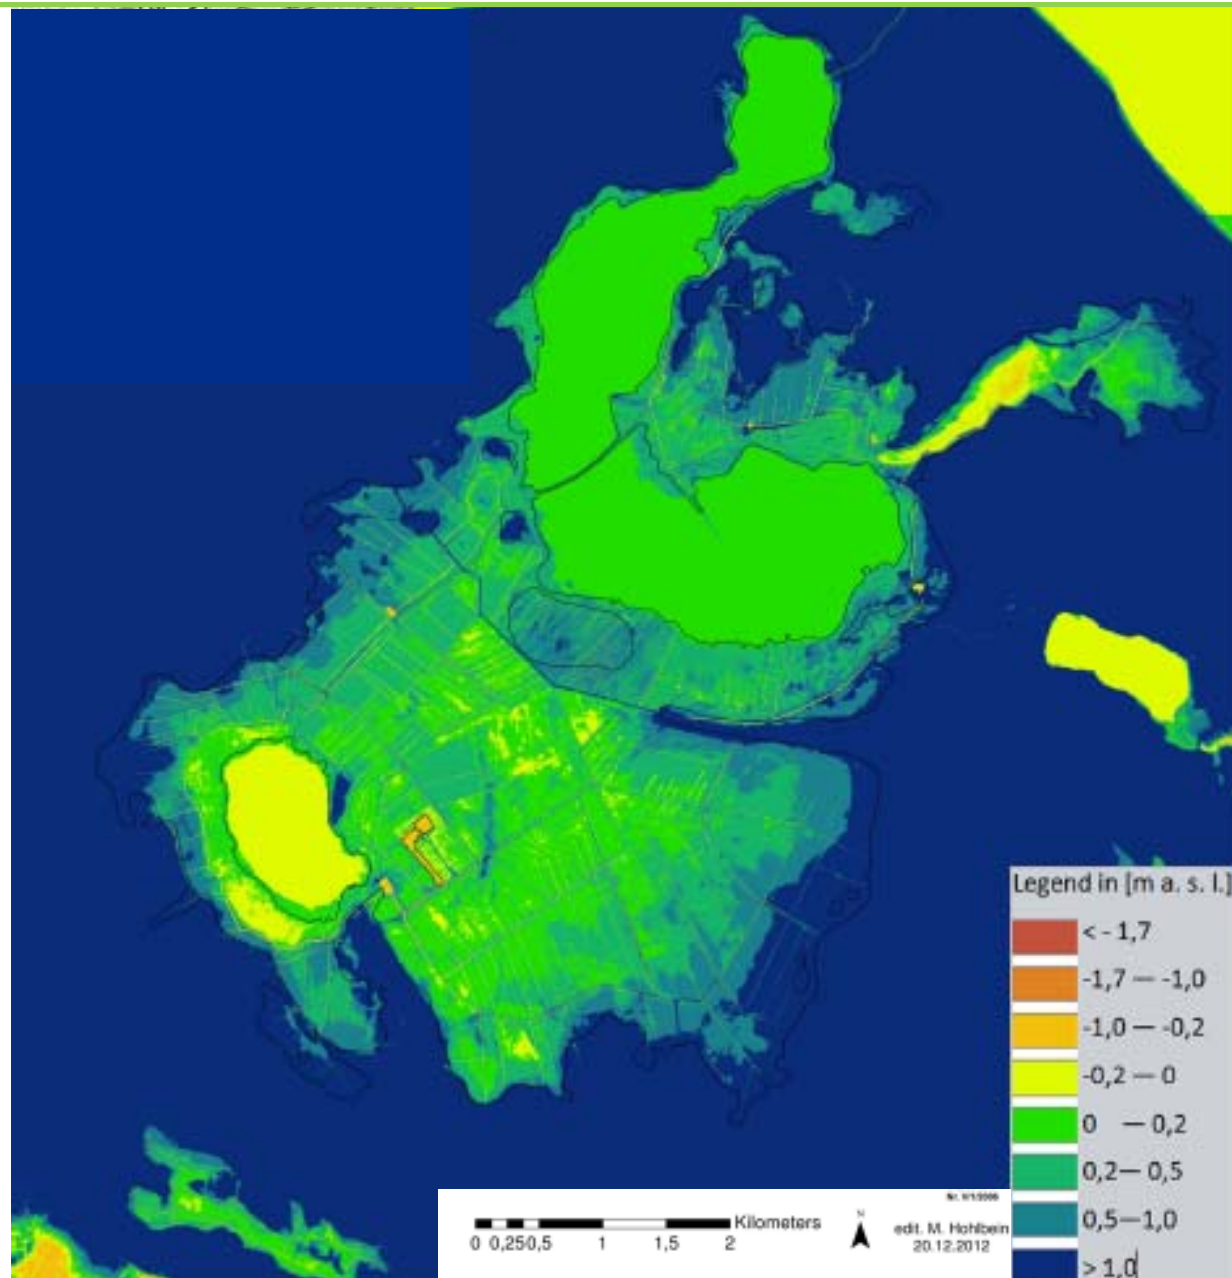 Legend in [m a. s. l.]
< - 1,7
-1,7 — -1,0
-1,0 — -0,2
-0,2 — 0
0 — 0,2
0,2— 0,5
0,5—1,0
> 1,0
Kilometers
0 0,250,5 1 1,5 2
N
edit. M. Hohlbein
20.12.2012